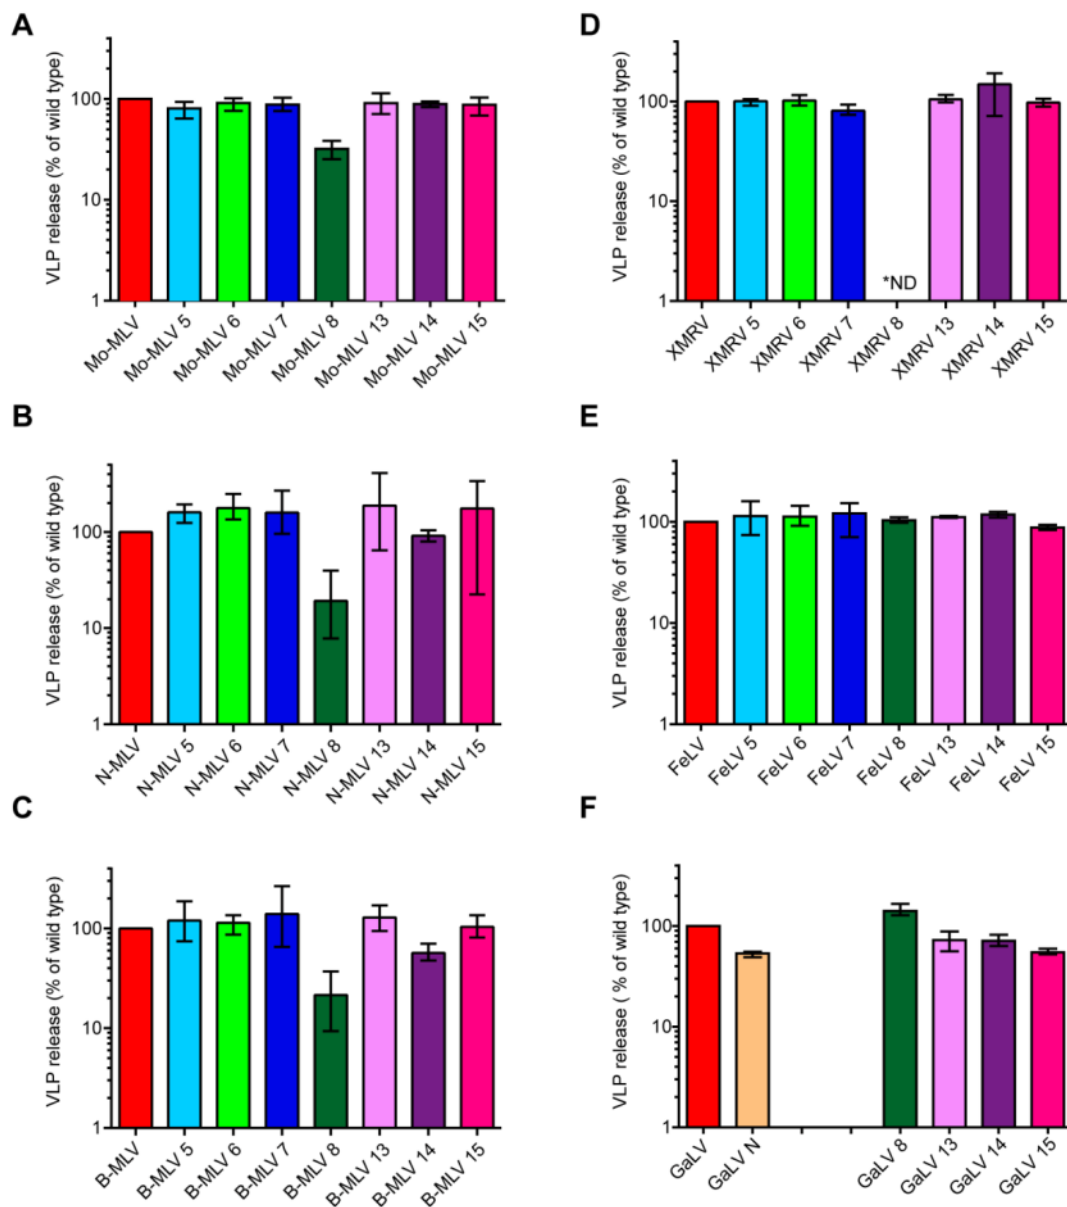 A
VLP release (% of wild type)
100
10
1
Mo-MLV
Mo-MLV 5
Mo-MLV 6
Mo-MLV 7
Mo-MLV 8
Mo-MLV 13
Mo-MLV 14
Mo-MLV 15
B
VLP release (% of wild type)
100
10
1
N-MLV
N-MLV 5
N-MLV 6
N-MLV 7
N-MLV 8
N-MLV 13
N-MLV 14
N-MLV 15
C
VLP release (% of wild type)
100
10
1
B-MLV
B-MLV 5
B-MLV 6
B-MLV 7
B-MLV 8
B-MLV 13
B-MLV 14
B-MLV 15
D
VLP release (% of wild type)
100
10
1
*ND
XMRV
XMRV 5
XMRV 6
XMRV 7
XMRV 8
XMRV 13
XMRV 14
XMRV 15
E
VLP release (% of wild type)
100
10
1
FeLV
FeLV 5
FeLV 6
FeLV 7
FeLV 8
FeLV 13
FeLV 14
FeLV 15
F
VLP release ( % of wild type)
100
10
1
GaLV
GaLV N
GaLV 8
GaLV 13
GaLV 14
GaLV 15